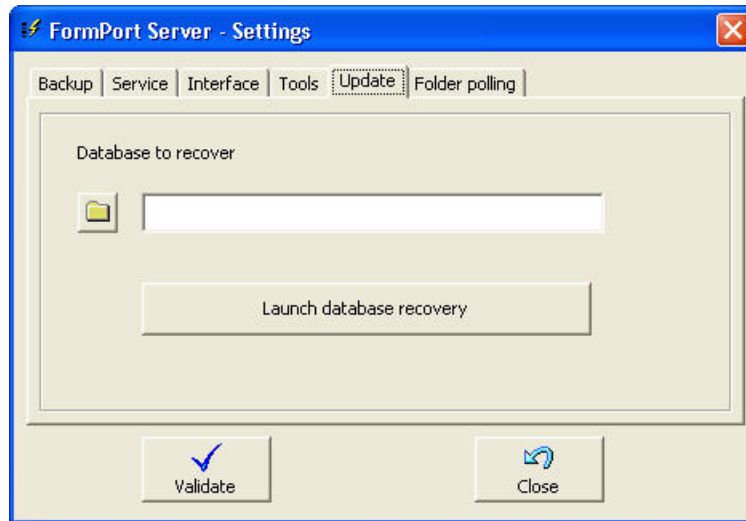 FormPort Server - Settings
Backup Service Interface Tools Update Folder polling
Database to recover
Launch database recovery
Validate Close